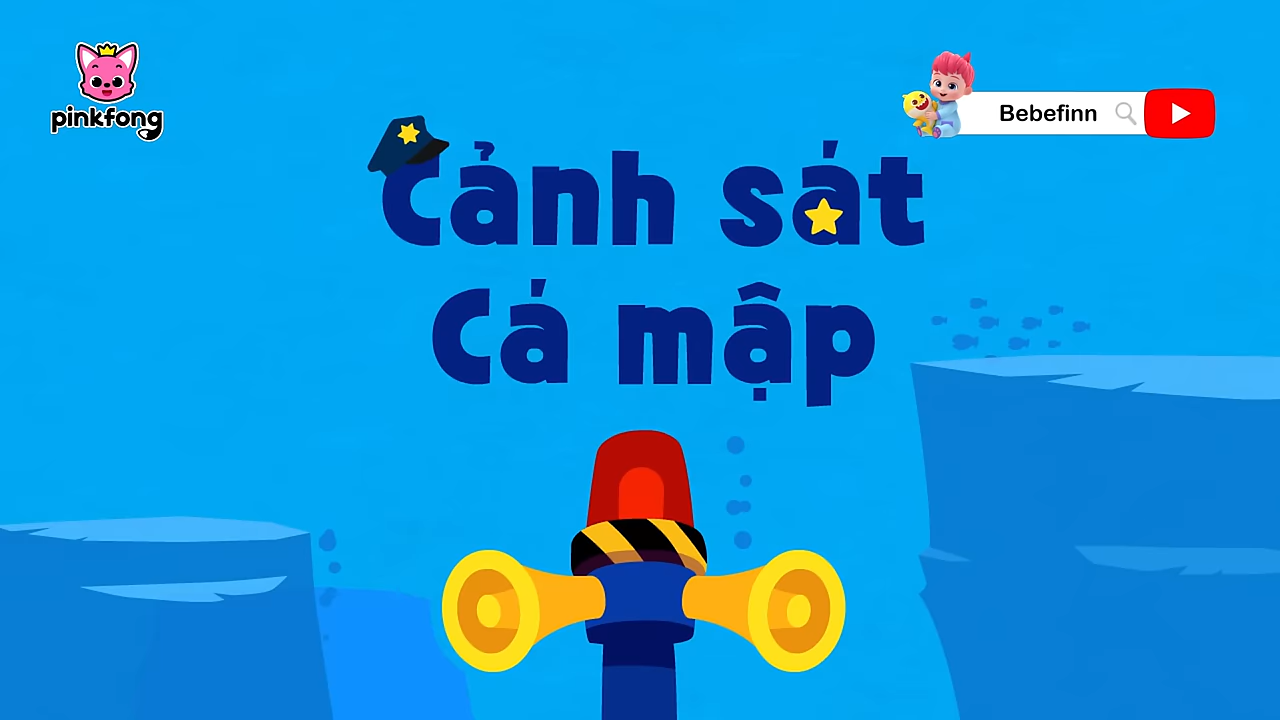 pinkfong
Bebefinn
Cảnh sát
Cá mập